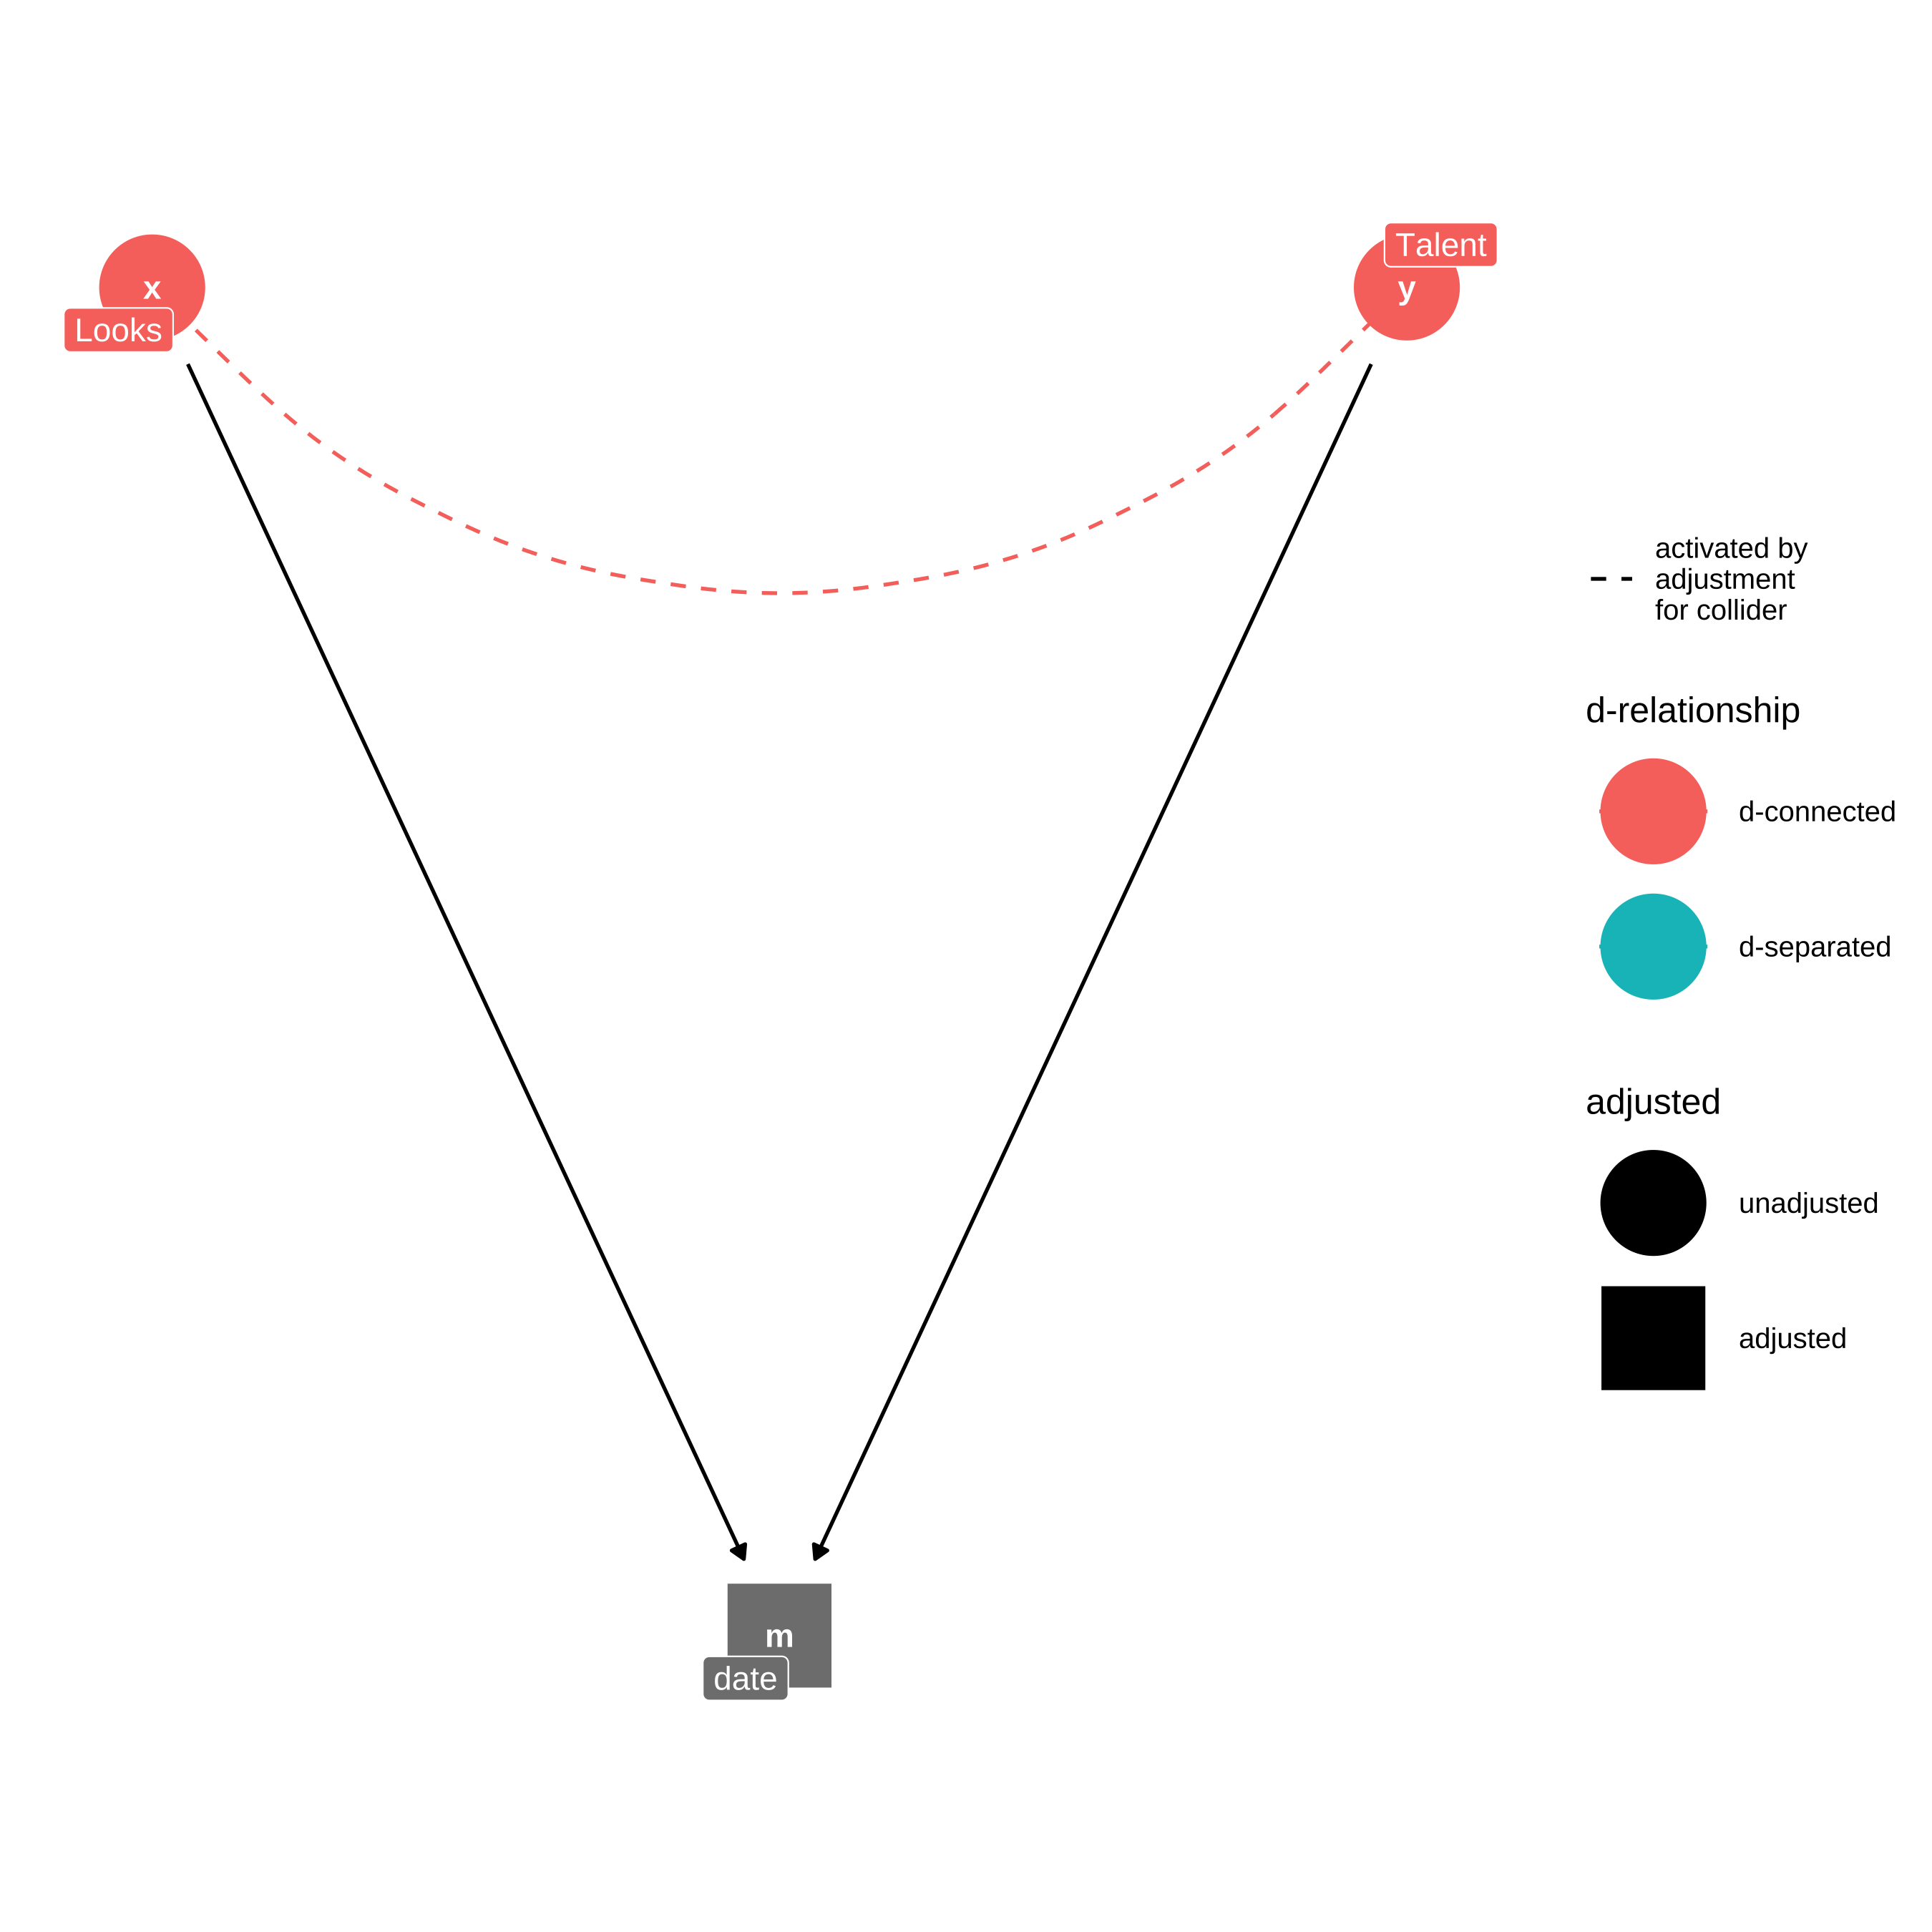 x
Looks
Talent
y
activated by
adjustment
for collider
d-relationship
d-connected
d-separated
adjusted
unadjusted
adjusted
m
date